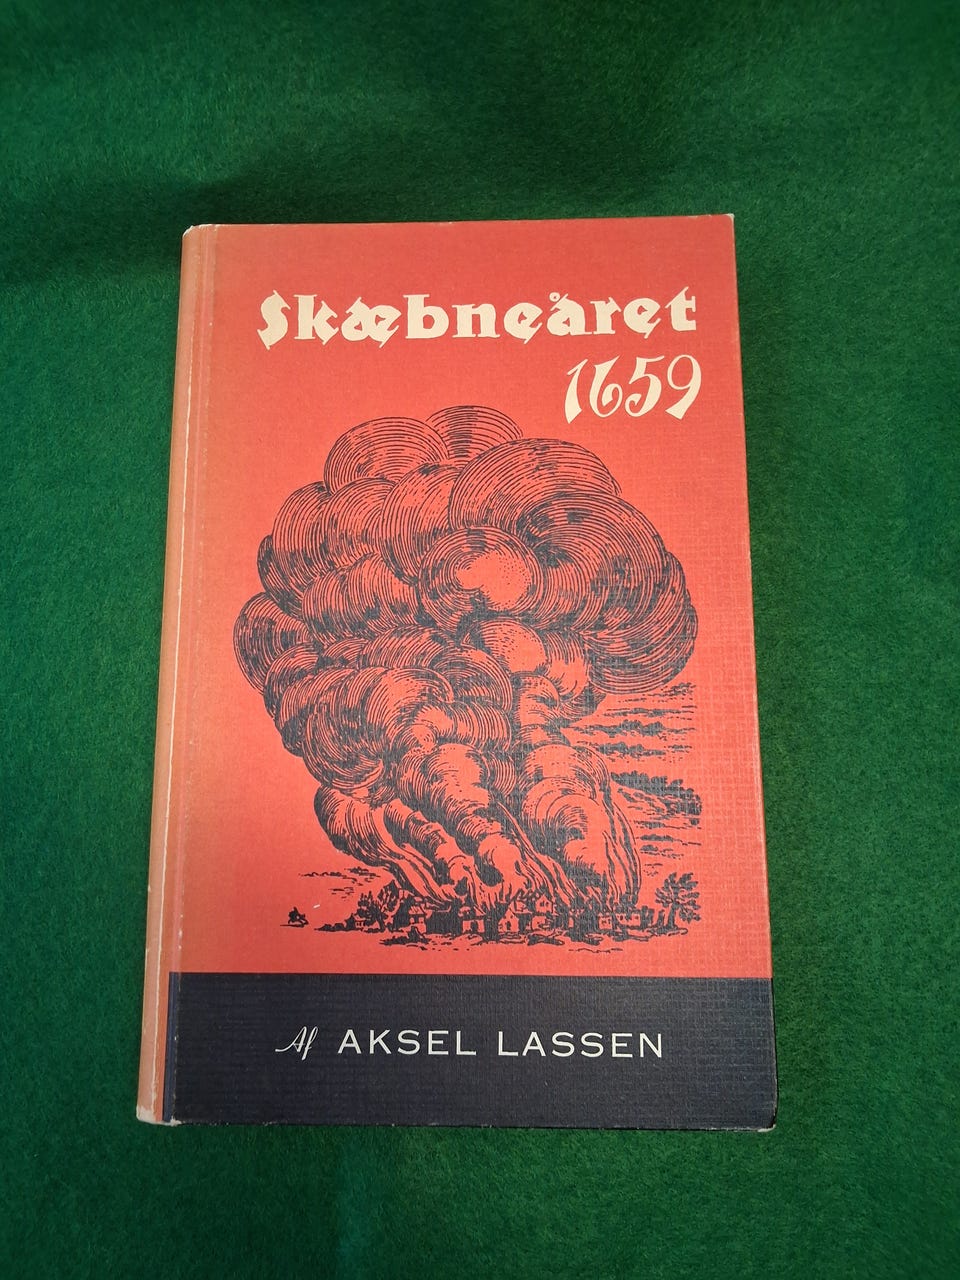 Skæbneåret
1659
Af AKSEL LASSEN